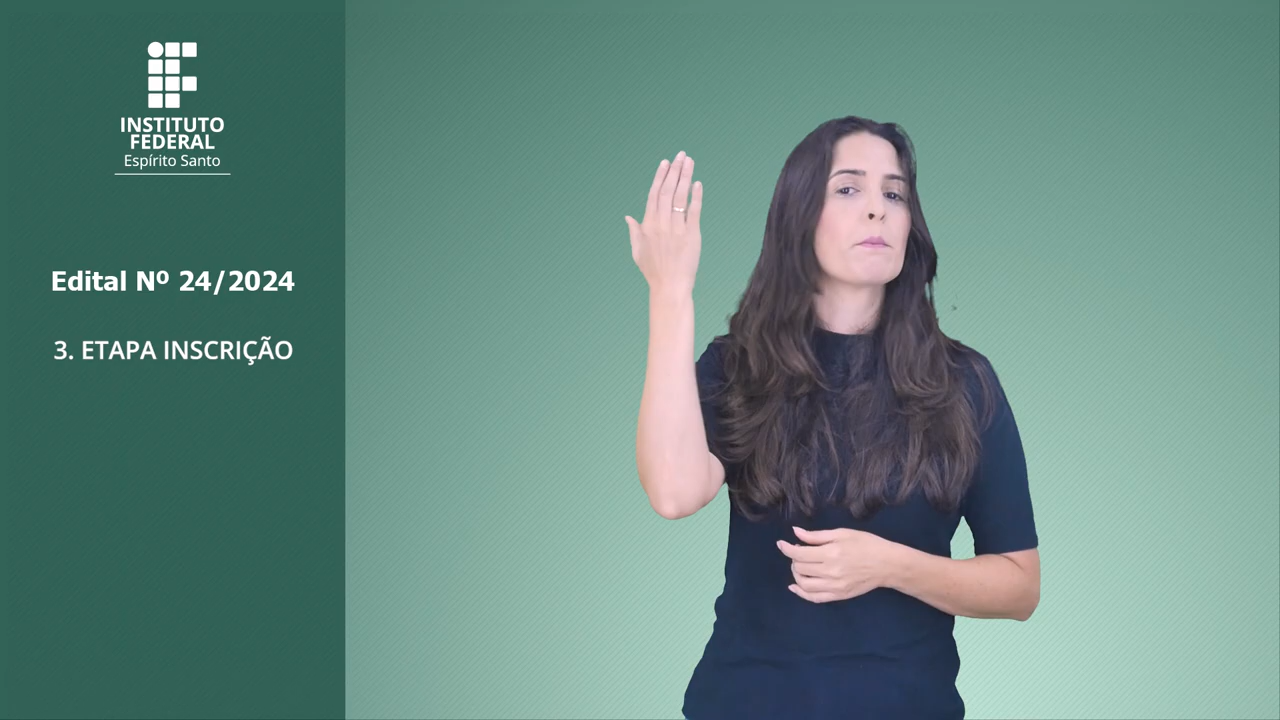 INSTITUTO
FEDERAL
Espírito Santo
Edital Nº 24/2024
3. ETAPA INSCRIÇÃO